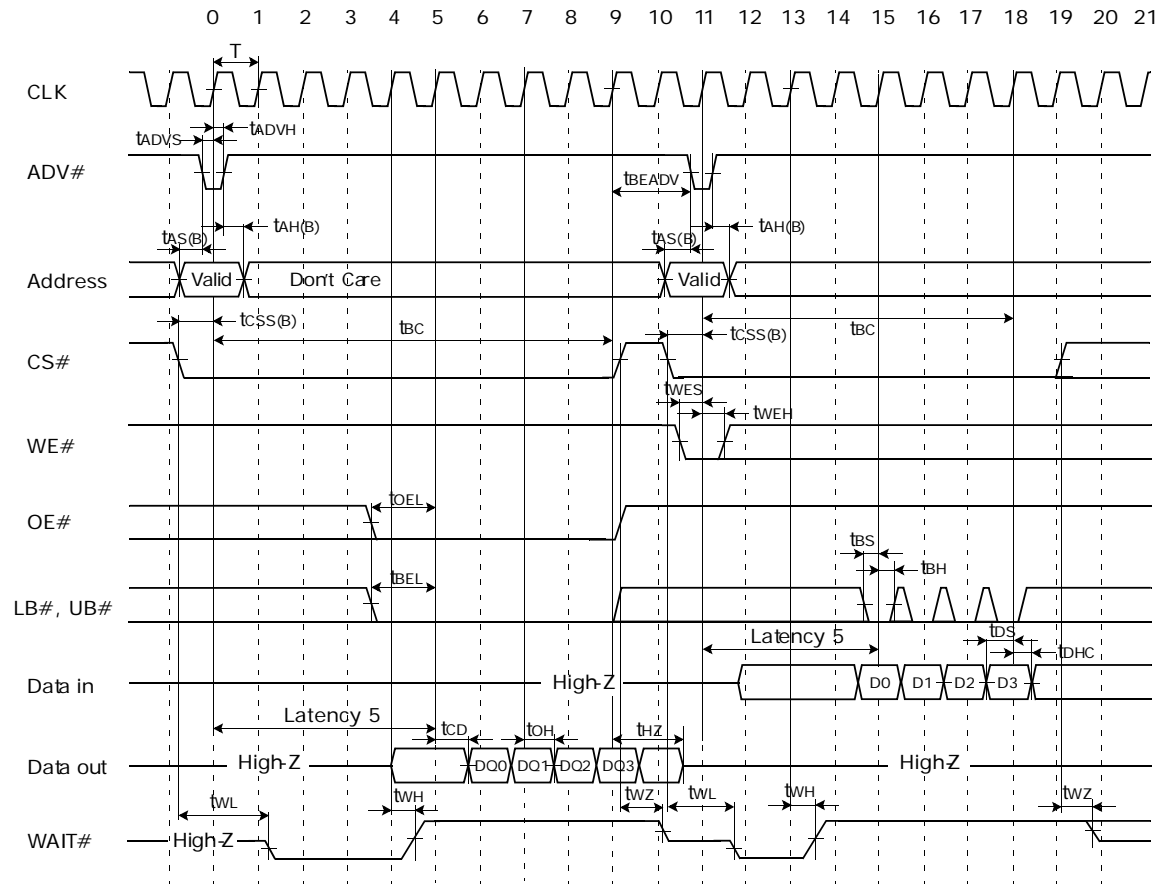 0 1 2 3 4 5 6 7 8 9 10 11 12 13 14 15 16 17 18 19 20 21
T
CLK
tADVH
tADVS
ADV#
tBEADV
tAH(B)
tAS(B)
tAS(B)
tAH(B)
Address
Valid
Don't Care
Valid
tCSS(B)
tBC
tCSS(B)
tBC
CS#
tWES
tWEH
WE#
tOEL
OE#
tBS
tBH
tBEL
LB#, UB#
Latency 5
tDS
tDHC
Data in
High-Z
D0 D1 D2 D3
Latency 5
tCD
tOH
tHZ
Data out
High-Z
DQ0 DQ1 DQ2 DQ3
High-Z
tWL
tWH
tWZ
tWL
tWH
tWZ
WAIT#
High-Z